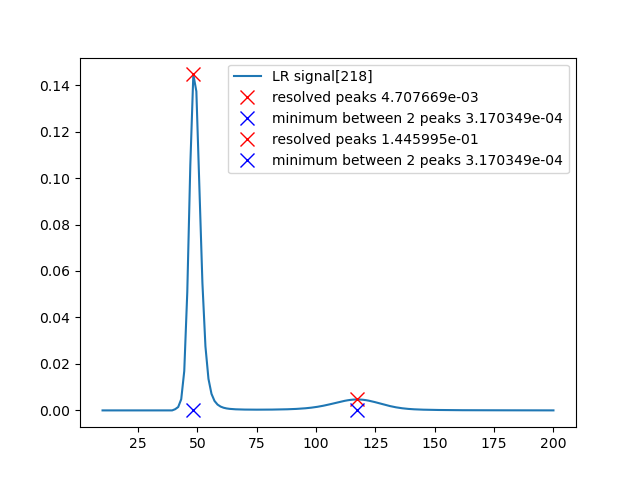 LR signal[218]
resolved peaks 4.707669e-03
minimum between 2 peaks 3.170349e-04
resolved peaks 1.445995e-01
minimum between 2 peaks 3.170349e-04
0.14
0.12
0.10
0.08
0.06
0.04
0.02
0.00
25 50 75 100 125 150 175 200